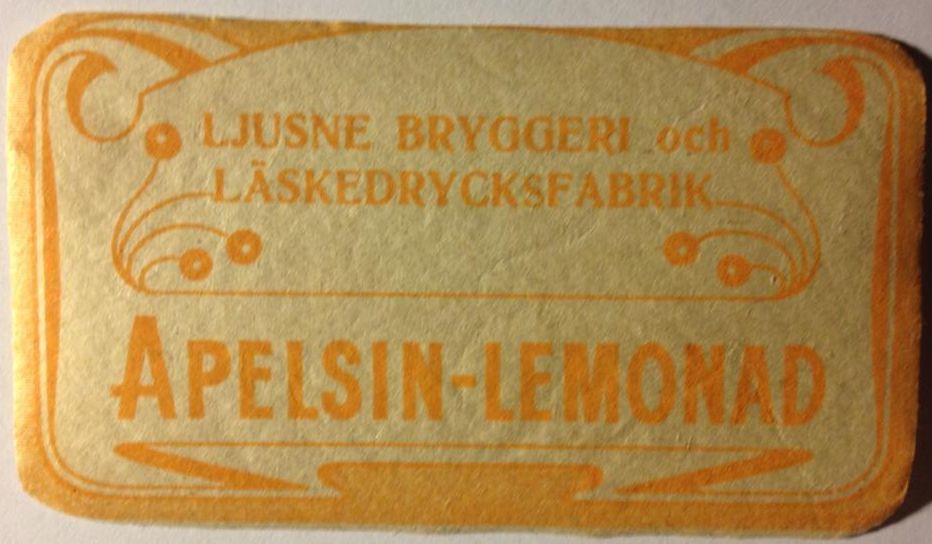 LJUSNE BRYGGERI och
LÄSKEDRYCKSFABRIK
APELSIN-LEMONAD